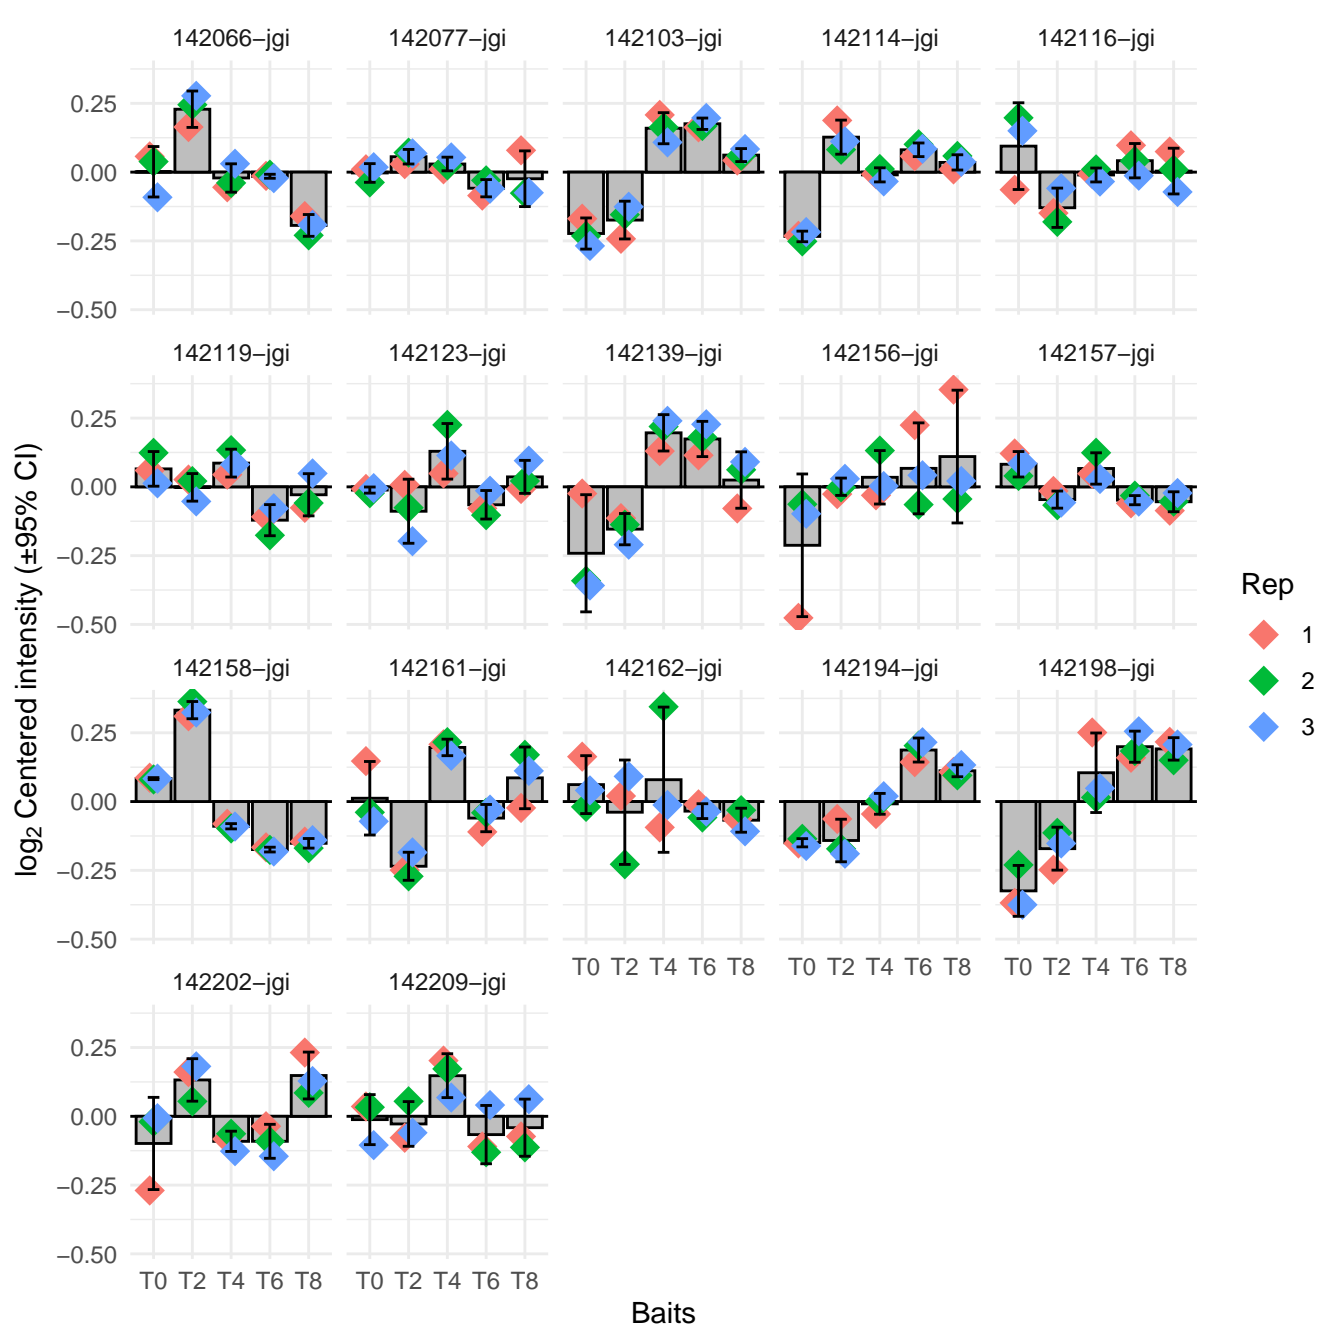 142066−jgi 142077−jgi 142103−jgi 142114−jgi 142116−jgi
0.25
0.00
−0.25
−0.50
142119−jgi 142123−jgi 142139−jgi 142156−jgi 142157−jgi
0.25
0.00
−0.25
−0.50
142158−jgi 142161−jgi 142162−jgi 142194−jgi 142198−jgi
0.25
0.00
−0.25
−0.50
T0 T2 T4 T6 T8 T0 T2 T4 T6 T8 T0 T2 T4 T6 T8
142202−jgi 142209−jgi
0.25
0.00
−0.25
−0.50
T0 T2 T4 T6 T8 T0 T2 T4 T6 T8
Baits
log2 Centered intensity (±95% CI)
Rep
1
2
3